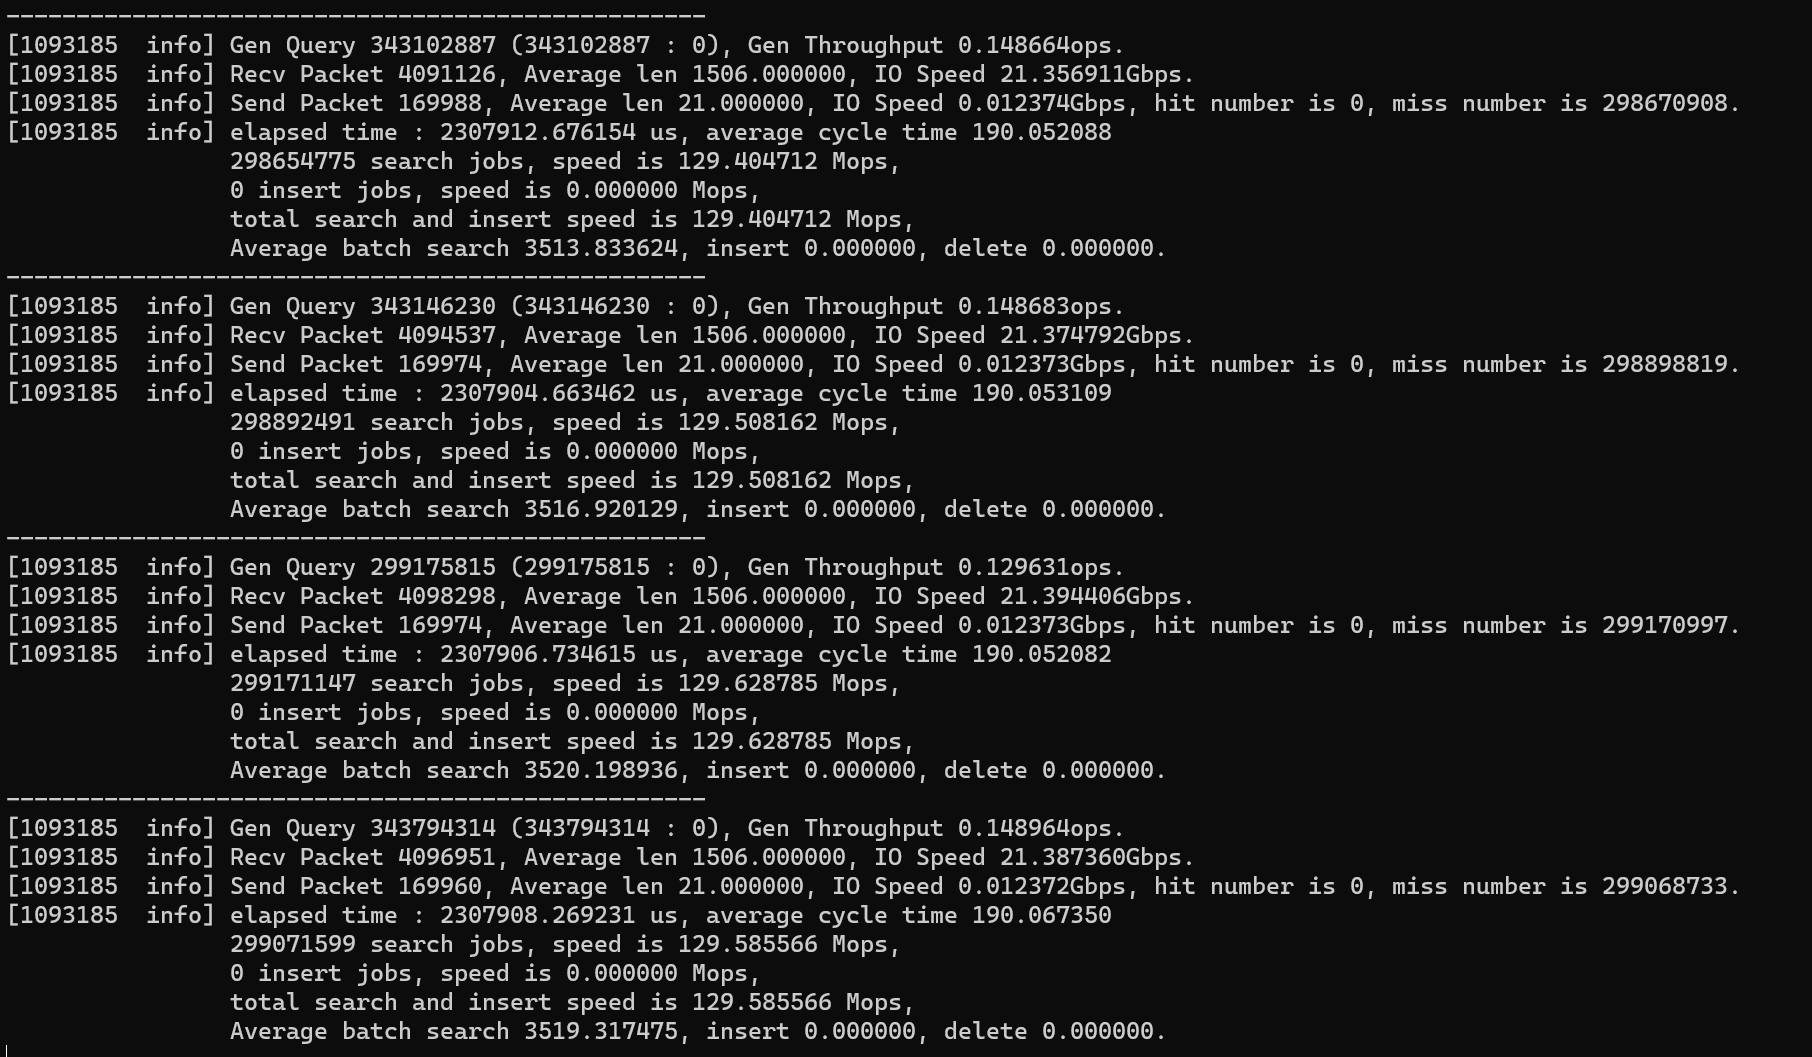 --------------------------------------------------
[1093185  info] Gen Query 343102887 (343102887 : 0), Gen Throughput 0.148664ops.
[1093185  info] Recv Packet 4091126, Average len 1506.000000, IO Speed 21.356911Gbps.
[1093185  info] Send Packet 169988, Average len 21.000000, IO Speed 0.012374Gbps, hit number is 0, miss number is 298670908.
[1093185  info] elapsed time : 2307912.676154 us, average cycle time 190.052088
                298654775 search jobs, speed is 129.404712 Mops,
                0 insert jobs, speed is 0.000000 Mops,
                total search and insert speed is 129.404712 Mops,
                Average batch search 3513.833624, insert 0.000000, delete 0.000000.
--------------------------------------------------
[1093185  info] Gen Query 343146230 (343146230 : 0), Gen Throughput 0.148683ops.
[1093185  info] Recv Packet 4094537, Average len 1506.000000, IO Speed 21.374792Gbps.
[1093185  info] Send Packet 169974, Average len 21.000000, IO Speed 0.012373Gbps, hit number is 0, miss number is 298898819.
[1093185  info] elapsed time : 2307904.663462 us, average cycle time 190.053109
                298892491 search jobs, speed is 129.508162 Mops,
                0 insert jobs, speed is 0.000000 Mops,
                total search and insert speed is 129.508162 Mops,
                Average batch search 3516.920129, insert 0.000000, delete 0.000000.
--------------------------------------------------
[1093185  info] Gen Query 299175815 (299175815 : 0), Gen Throughput 0.129631ops.
[1093185  info] Recv Packet 4098298, Average len 1506.000000, IO Speed 21.394406Gbps.
[1093185  info] Send Packet 169974, Average len 21.000000, IO Speed 0.012373Gbps, hit number is 0, miss number is 299170997.
[1093185  info] elapsed time : 2307906.734615 us, average cycle time 190.052082
                299171147 search jobs, speed is 129.628785 Mops,
                0 insert jobs, speed is 0.000000 Mops,
                total search and insert speed is 129.628785 Mops,
                Average batch search 3520.198936, insert 0.000000, delete 0.000000.
--------------------------------------------------
[1093185  info] Gen Query 343794314 (343794314 : 0), Gen Throughput 0.148964ops.
[1093185  info] Recv Packet 4096951, Average len 1506.000000, IO Speed 21.387360Gbps.
[1093185  info] Send Packet 169960, Average len 21.000000, IO Speed 0.012372Gbps, hit number is 0, miss number is 299068733.
[1093185  info] elapsed time : 2307908.269231 us, average cycle time 190.067350
                299071599 search jobs, speed is 129.585566 Mops,
                0 insert jobs, speed is 0.000000 Mops,
                total search and insert speed is 129.585566 Mops,
                Average batch search 3519.317475, insert 0.000000, delete 0.000000.